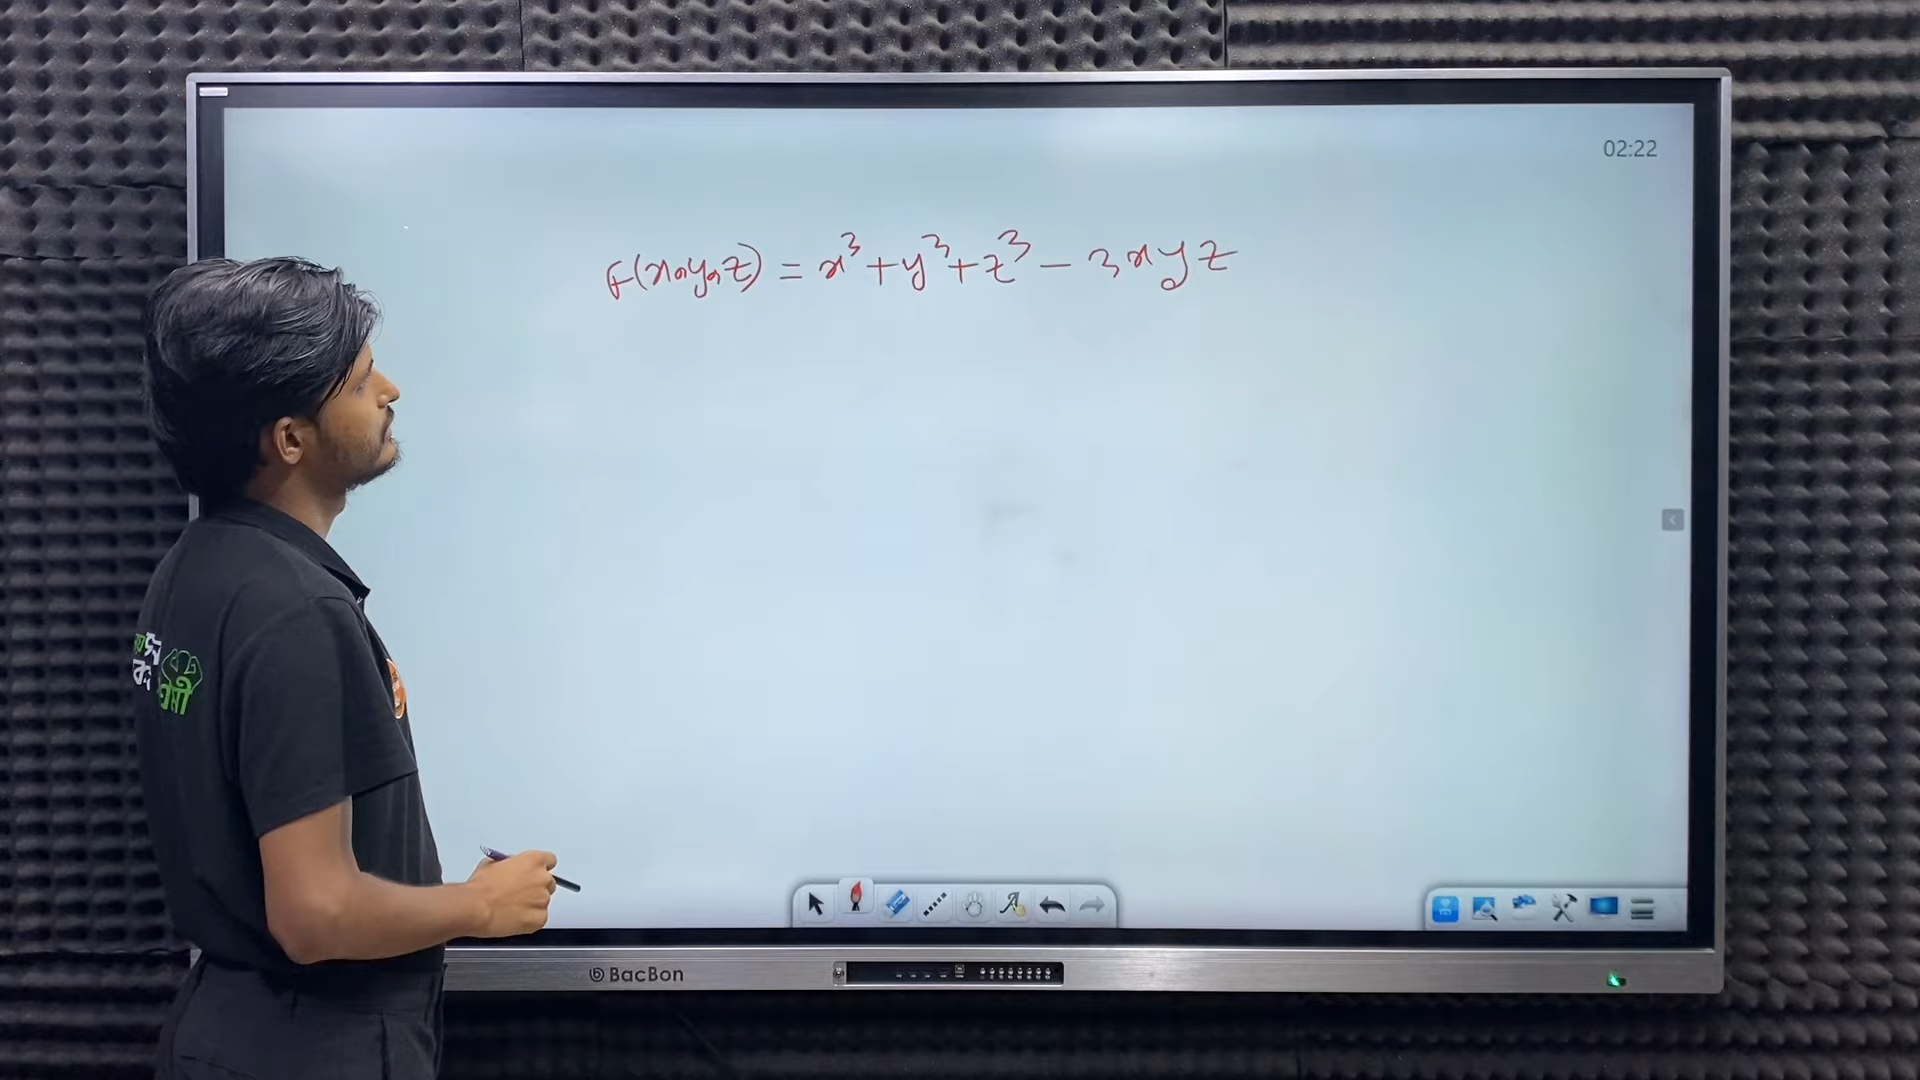 02:22
F(x,y,z) = x³+y³+z³ – 3xyz
BacBon